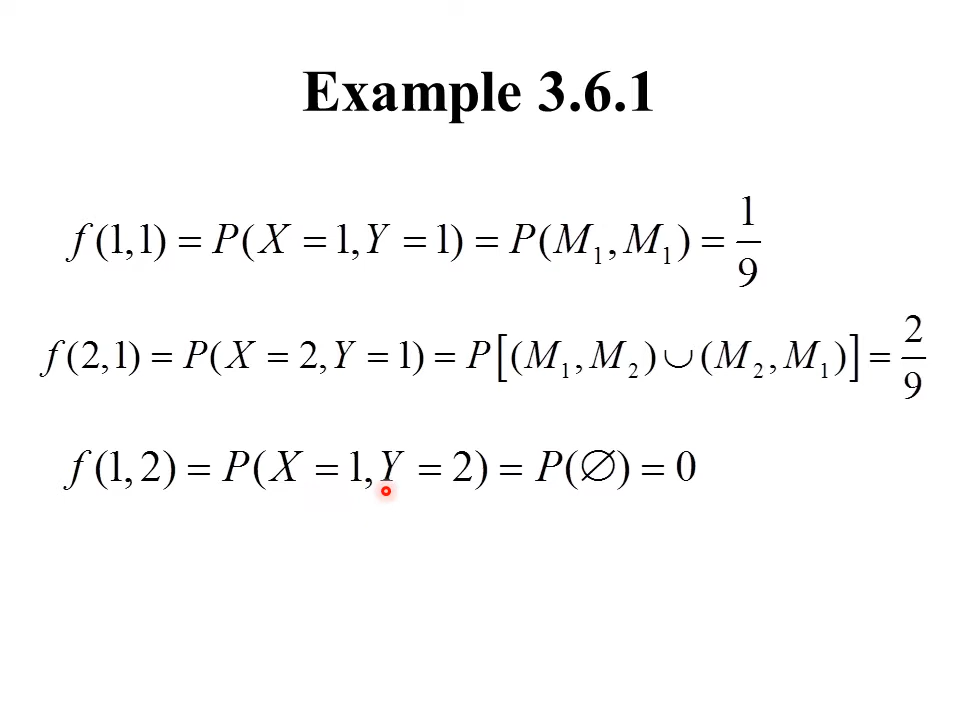 Example 3.6.1
f(1,1) = P(X = 1, Y = 1) = P(M₁, M₁) = 1/9
f(2,1) = P(X = 2, Y = 1) = P[(M₁, M₂) ∪ (M₂, M₁)] = 2/9
f(1,2) = P(X = 1, Y = 2) = P(∅) = 0